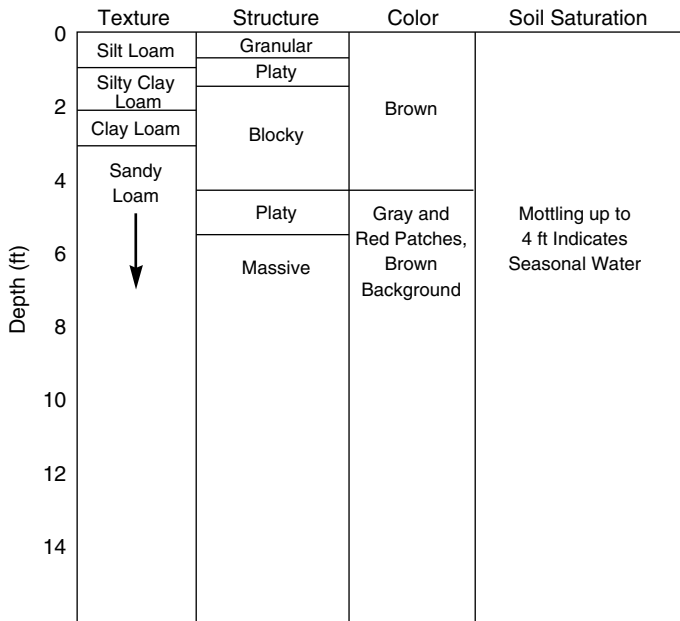 Texture Structure Color Soil Saturation
0
Silt Loam
Granular
Platy
Silty Clay
Loam
2
Brown
Clay Loam
Blocky
Sandy
Loam
4
Platy
Gray and
Red Patches,
Brown
Background
Mottling up to
4 ft Indicates
Seasonal Water
6
Massive
Depth (ft)
8
10
12
14